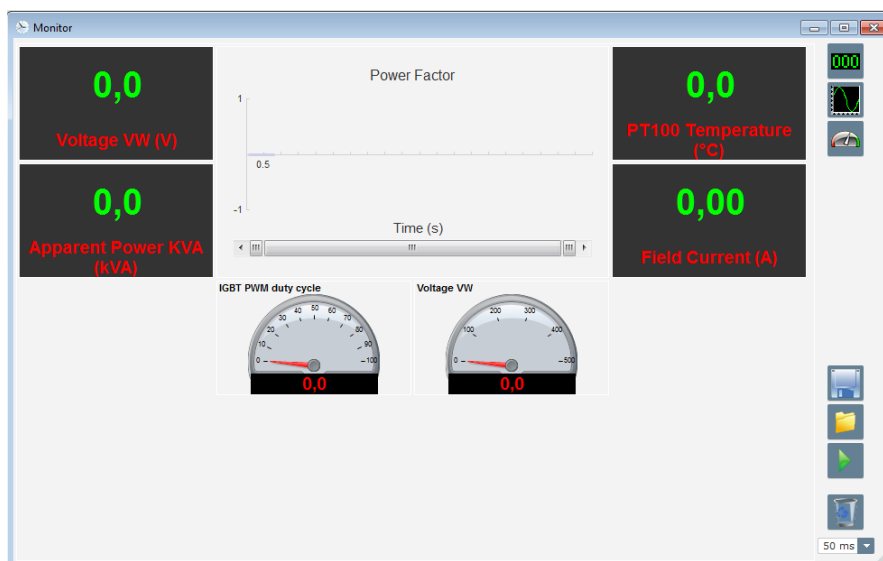 Monitor
0,0
Voltage VW (V)
0,0
Apparent Power KVA
(kVA)
Power Factor
1
0.5
-1
Time (s)
0,0
PT100 Temperature
(°C)
0,00
Field Current (A)
000
IGBT PWM duty cycle
0
10
20
30
40
50
60
70
80
90
100
0,0
Voltage VW
0
100
200
300
400
500
0,0
50 ms